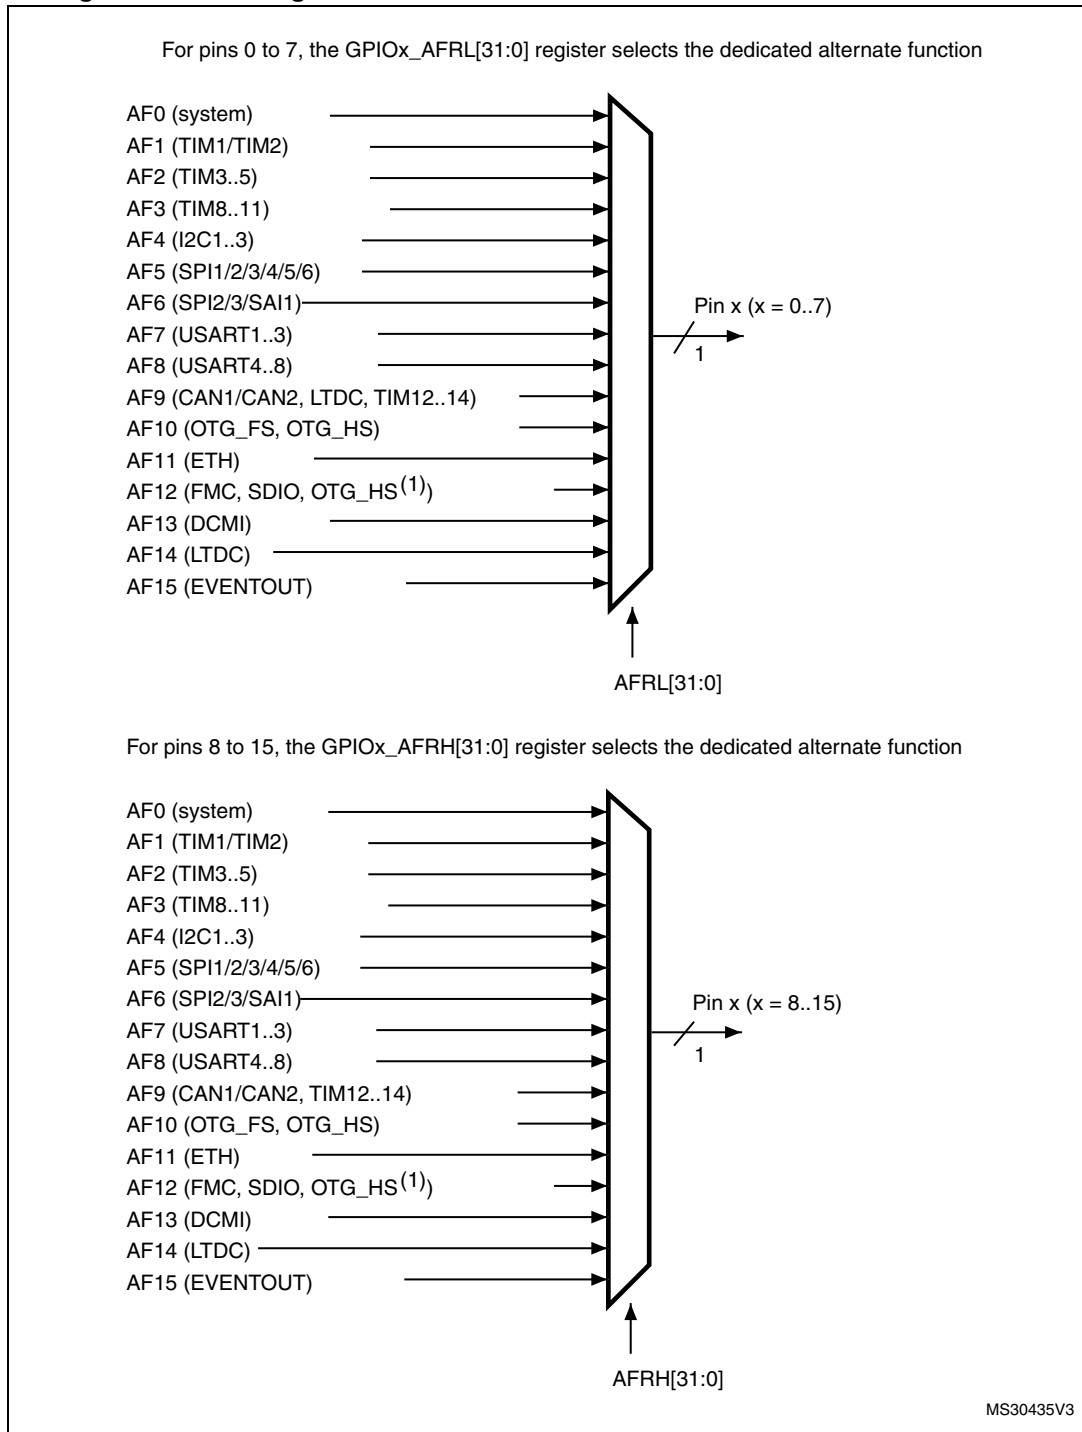 For pins 0 to 7, the GPIOx_AFRL[31:0] register selects the dedicated alternate function
AF0 (system)
AF1 (TIM1/TIM2)
AF2 (TIM3..5)
AF3 (TIM8..11)
AF4 (I2C1..3)
AF5 (SPI1/2/3/4/5/6)
AF6 (SPI2/3/SAI1)
AF7 (USART1..3)
AF8 (USART4..8)
AF9 (CAN1/CAN2, LTDC, TIM12..14)
AF10 (OTG_FS, OTG_HS)
AF11 (ETH)
AF12 (FMC, SDIO, OTG_HS(1))
AF13 (DCMI)
AF14 (LTDC)
AF15 (EVENTOUT)
Pin x (x = 0..7)
1
AFRL[31:0]
For pins 8 to 15, the GPIOx_AFRH[31:0] register selects the dedicated alternate function
AF0 (system)
AF1 (TIM1/TIM2)
AF2 (TIM3..5)
AF3 (TIM8..11)
AF4 (I2C1..3)
AF5 (SPI1/2/3/4/5/6)
AF6 (SPI2/3/SAI1)
AF7 (USART1..3)
AF8 (USART4..8)
AF9 (CAN1/CAN2, TIM12..14)
AF10 (OTG_FS, OTG_HS)
AF11 (ETH)
AF12 (FMC, SDIO, OTG_HS(1))
AF13 (DCMI)
AF14 (LTDC)
AF15 (EVENTOUT)
Pin x (x = 8..15)
1
AFRH[31:0]
MS30435V3